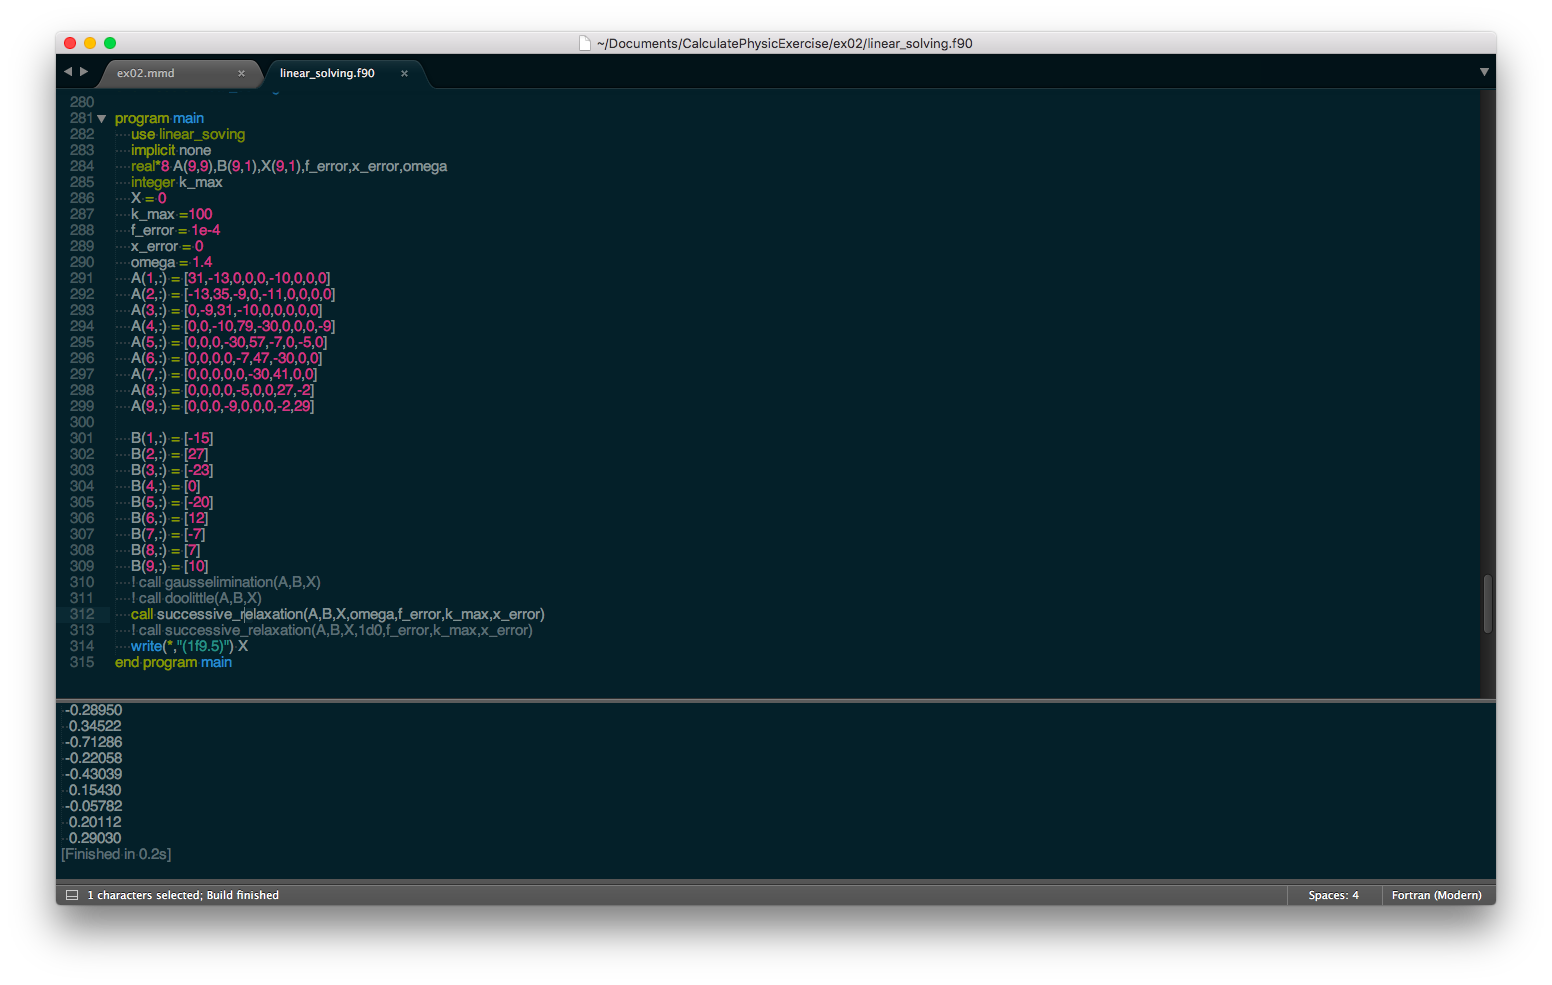 ~/Documents/CalculatePhysicExercise/ex02/linear_solving.f90
ex02.mmd × linear_solving.f90 ×
280
281 program main
282 use linear_soving
283 implicit none
284 real*8 A(9,9),B(9,1),X(9,1),f_error,x_error,omega
285 integer k_max
286 X = 0
287 k_max =100
288 f_error = 1e-4
289 x_error = 0
290 omega = 1.4
291 A(1,:) = [31,-13,0,0,0,-10,0,0,0]
292 A(2,:) = [-13,35,-9,0,-11,0,0,0,0]
293 A(3,:) = [0,-9,31,-10,0,0,0,0,0]
294 A(4,:) = [0,0,-10,79,-30,0,0,0,-9]
295 A(5,:) = [0,0,0,-30,57,-7,0,-5,0]
296 A(6,:) = [0,0,0,0,-7,47,-30,0,0]
297 A(7,:) = [0,0,0,0,0,-30,41,0,0]
298 A(8,:) = [0,0,0,0,-5,0,0,27,-2]
299 A(9,:) = [0,0,0,-9,0,0,0,-2,29]
300
301 B(1,:) = [-15]
302 B(2,:) = [27]
303 B(3,:) = [-23]
304 B(4,:) = [0]
305 B(5,:) = [-20]
306 B(6,:) = [12]
307 B(7,:) = [-7]
308 B(8,:) = [7]
309 B(9,:) = [10]
310 ! call gausselimination(A,B,X)
311 ! call doolittle(A,B,X)
312 call successive_relaxation(A,B,X,omega,f_error,k_max,x_error)
313 ! call successive_relaxation(A,B,X,1d0,f_error,k_max,x_error)
314 write(*,"(1f9.5)") X
315 end program main
-0.28950
0.34522
-0.71286
-0.22058
-0.43039
0.15430
-0.05782
0.20112
0.29030
[Finished in 0.2s]
1 characters selected; Build finished Spaces: 4 Fortran (Modern)